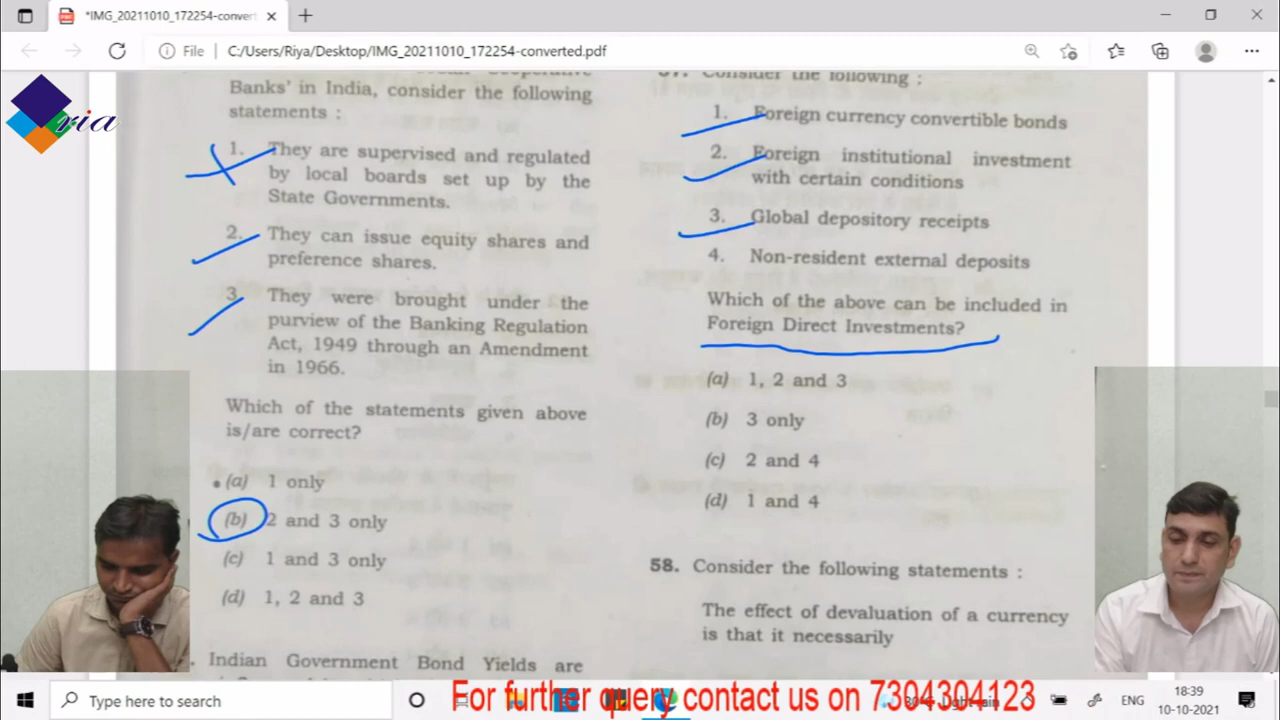 *IMG_20211010_172254-convert
File
C:/Users/Riya/Desktop/IMG_20211010_172254-converted.pdf
ria
Banks' in India, consider the following
statements :
1. They are supervised and regulated
by local boards set up by the
State Governments.
2. They can issue equity shares and
preference shares.
3. They were brought under the
purview of the Banking Regulation
Act, 1949 through an Amendment
in 1966.
Which of the statements given above
is/are correct?
(a) 1 only
(b) 2 and 3 only
(c) 1 and 3 only
(d) 1, 2 and 3
Indian Government Bond Yields are
57. Consider the following :
1. Foreign currency convertible bonds
2. Foreign institutional investment
with certain conditions
3. Global depository receipts
4. Non-resident external deposits
Which of the above can be included in
Foreign Direct Investments?
(a) 1, 2 and 3
(b) 3 only
(c) 2 and 4
(d) 1 and 4
58. Consider the following statements :
The effect of devaluation of a currency
is that it necessarily
Type here to search
For further query contact us on 7304304123
ENG
18:39
10-10-2021